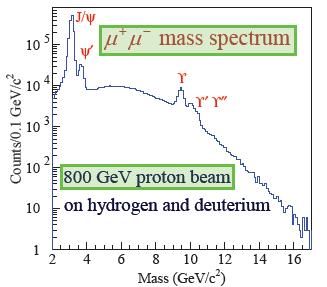 J/ψ
μ⁺μ⁻ mass spectrum
ψ′
ϒ
ϒ′ ϒ″
800 GeV proton beam
on hydrogen and deuterium
Counts/0.1 GeV/c²
10⁵
10⁴
10³
10²
10
1
2 4 6 8 10 12 14 16
Mass (GeV/c²)